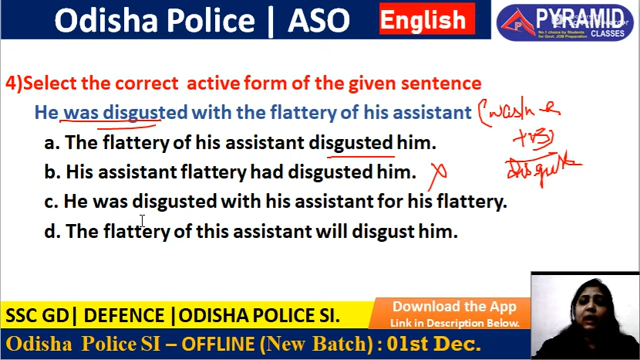 Odisha Police | ASO
English
PYRAMID
CLASSES
4)Select the correct active form of the given sentence
He was disgusted with the flattery of his assistant
(was/were
+v3)
Disgust
a. The flattery of his assistant disgusted him.
b. His assistant flattery had disgusted him.
c. He was disgusted with his assistant for his flattery.
d. The flattery of this assistant will disgust him.
SSC GD| DEFENCE |ODISHA POLICE SI.
Download the App
Link in Description Below.
Odisha Police SI – OFFLINE (New Batch) : 01st Dec.